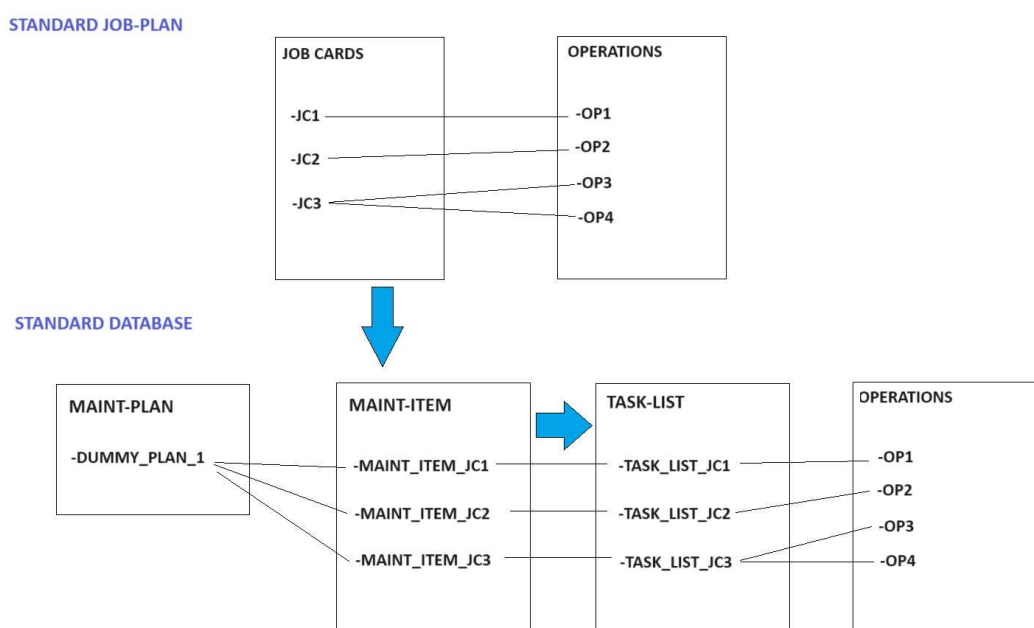 STANDARD JOB-PLAN
JOB CARDS
OPERATIONS
-JC1
-OP1
-JC2
-OP2
-JC3
-OP3
-OP4
STANDARD DATABASE
MAINT-PLAN
MAINT-ITEM
TASK-LIST
OPERATIONS
-DUMMY_PLAN_1
-MAINT_ITEM_JC1
-TASK_LIST_JC1
-OP1
-MAINT_ITEM_JC2
-TASK_LIST_JC2
-OP2
-MAINT_ITEM_JC3
-TASK_LIST_JC3
-OP3
-OP4